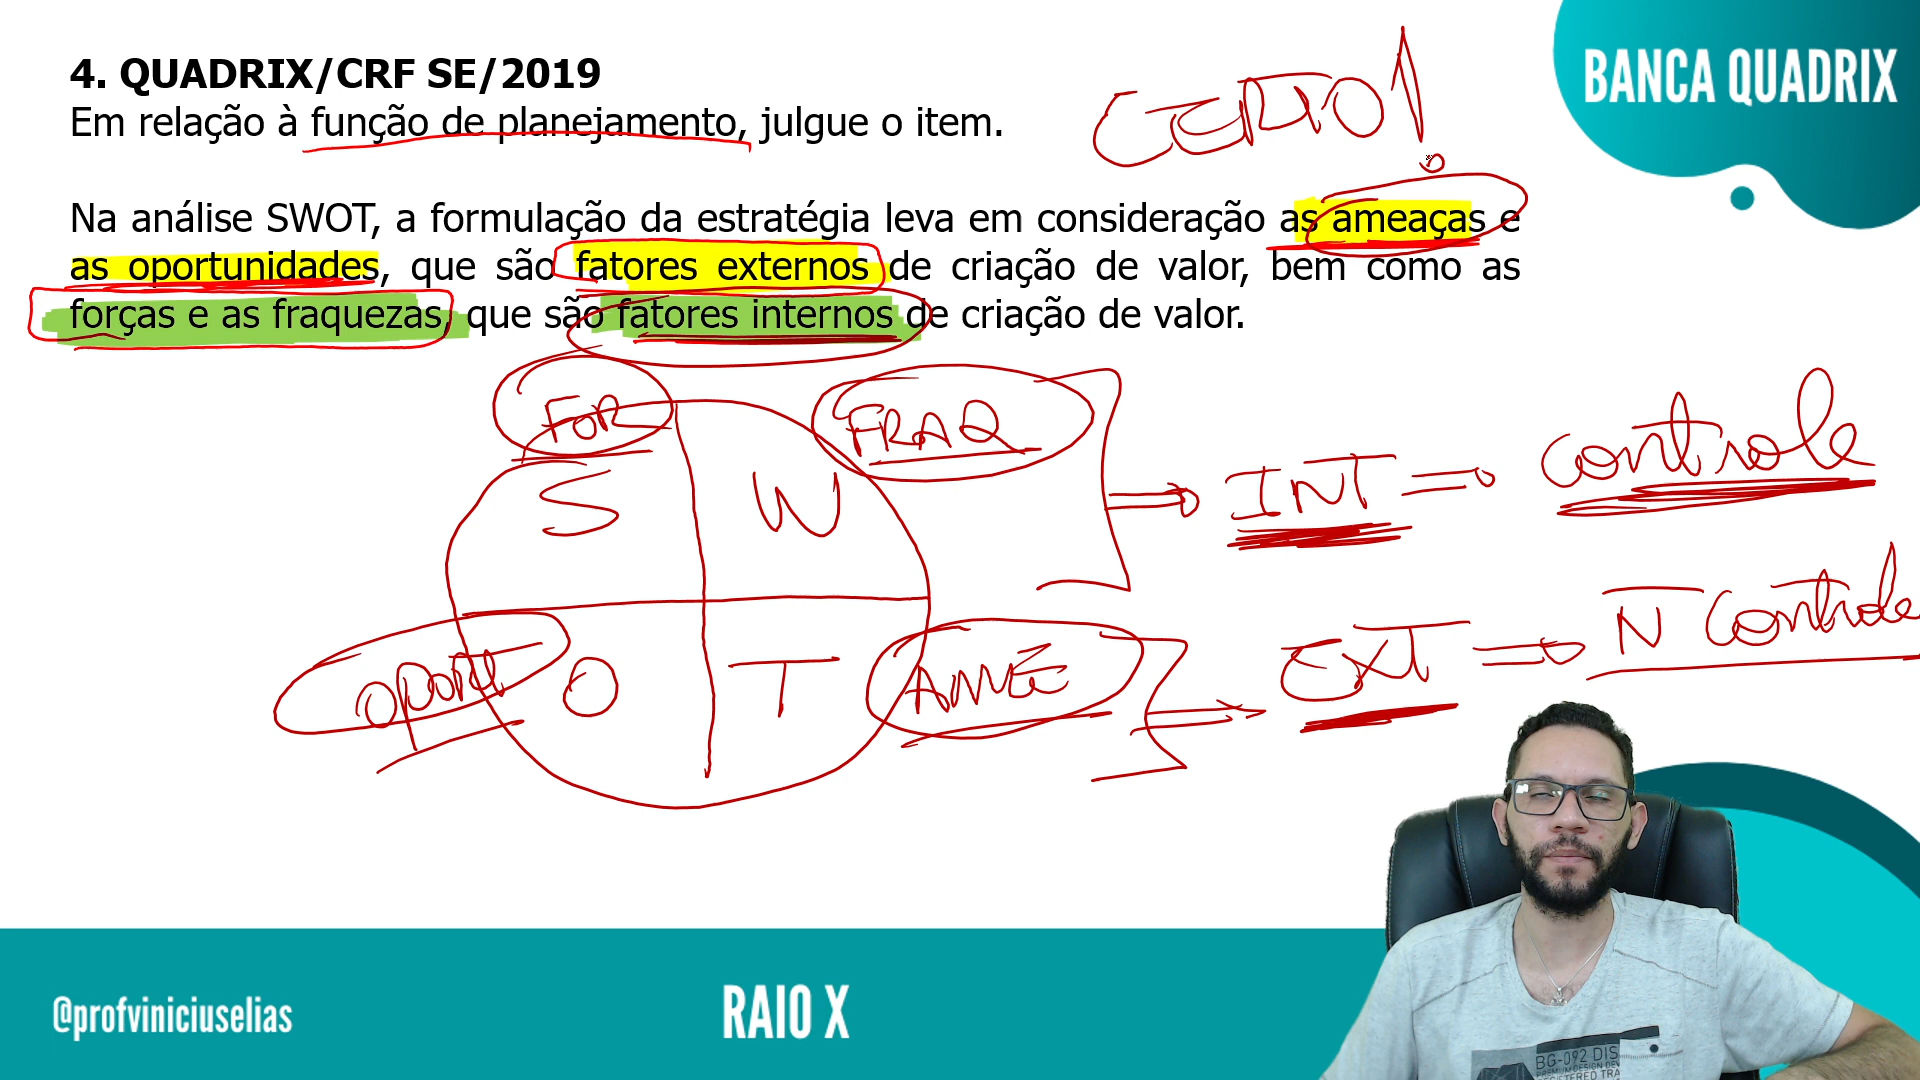 4. QUADRIX/CRF SE/2019
BANCA QUADRIX
Em relação à função de planejamento, julgue o item.
CERTO!
Na análise SWOT, a formulação da estratégia leva em consideração as ameaças e
as oportunidades, que são fatores externos de criação de valor, bem como as
forças e as fraquezas, que são fatores internos de criação de valor.
FOR
FRAQ
S
W
INT
controle
OPORT
O
T
AMEÇ
EXT
N controle
@profviniciuselias
RAIO X
BG-092 DIS